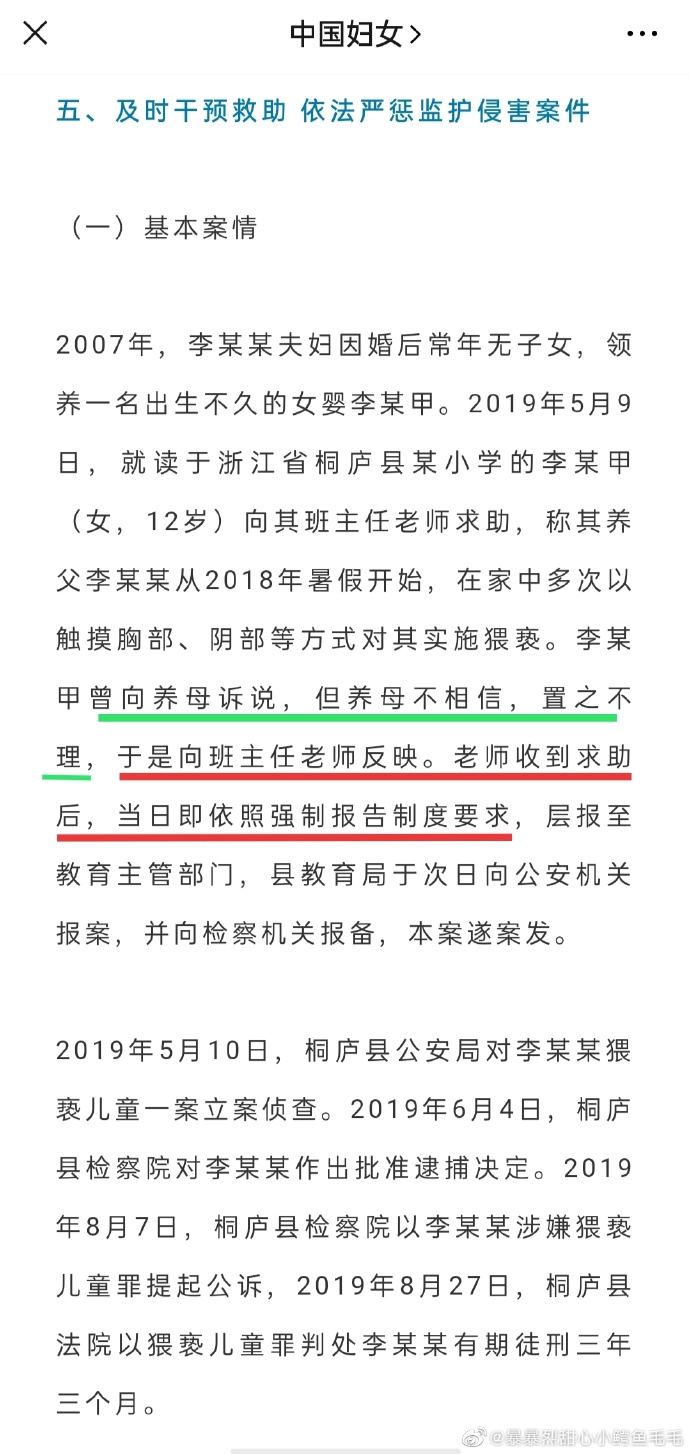 中国妇女
五、及时干预救助 依法严惩监护侵害案件
（一）基本案情
2007年，李某某夫妇因婚后常年无子女，领
养一名出生不久的女婴李某甲。2019年5月9
日，就读于浙江省桐庐县某小学的李某甲
（女，12岁）向其班主任老师求助，称其养
父李某某从2018年暑假开始，在家中多次以
触摸胸部、阴部等方式对其实施猥亵。李某
甲曾向养母诉说，但养母不相信，置之不
理，于是向班主任老师反映。老师收到求助
后，当日即依照强制报告制度要求，层报至
教育主管部门，县教育局于次日向公安机关
报案，并向检察机关报备，本案遂案发。
2019年5月10日，桐庐县公安局对李某某猥
亵儿童一案立案侦查。2019年6月4日，桐庐
县检察院对李某某作出批准逮捕决定。2019
年8月7日，桐庐县检察院以李某某涉嫌猥亵
儿童罪提起公诉，2019年8月27日，桐庐县
法院以猥亵儿童罪判处李某某有期徒刑三年
三个月。
@暴暴烈甜心小鳄鱼毛毛